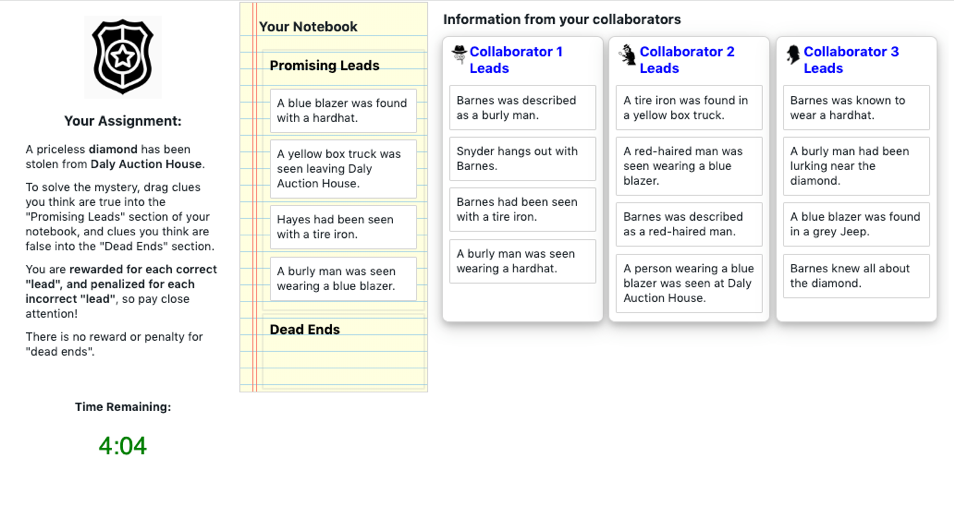 Your Assignment:
A priceless diamond has been
stolen from Daly Auction House.
To solve the mystery, drag clues
you think are true into the
"Promising Leads" section of your
notebook, and clues you think are
false into the "Dead Ends" section.
You are rewarded for each correct
"lead", and penalized for each
incorrect "lead", so pay close
attention!
There is no reward or penalty for
"dead ends".
Time Remaining:
4:04
Your Notebook
Promising Leads
A blue blazer was found
with a hardhat.
A yellow box truck was
seen leaving Daly
Auction House.
Hayes had been seen
with a tire iron.
A burly man was seen
wearing a blue blazer.
Dead Ends
Information from your collaborators
Collaborator 1
Leads
Barnes was described
as a burly man.
Snyder hangs out with
Barnes.
Barnes had been seen
with a tire iron.
A burly man was seen
wearing a hardhat.
Collaborator 2
Leads
A tire iron was found in
a yellow box truck.
A red-haired man was
seen wearing a blue
blazer.
Barnes was described
as a red-haired man.
A person wearing a blue
blazer was seen at Daly
Auction House.
Collaborator 3
Leads
Barnes was known to
wear a hardhat.
A burly man had been
lurking near the
diamond.
A blue blazer was found
in a grey Jeep.
Barnes knew all about
the diamond.